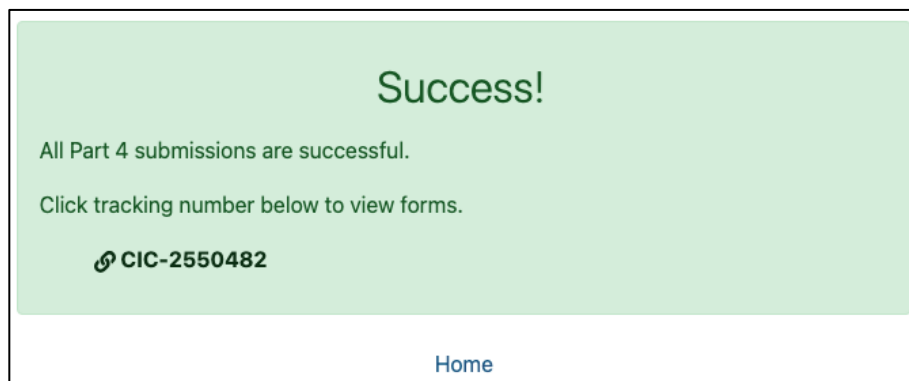 Success!
All Part 4 submissions are successful.
Click tracking number below to view forms.
CIC-2550482
Home